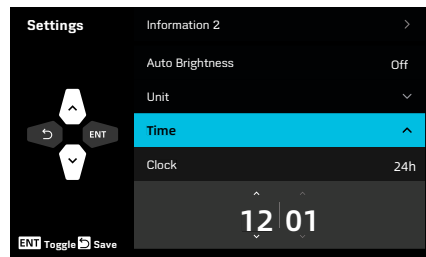 Settings
Information 2
Auto Brightness Off
Unit
Time
Clock 24h
12 01
ENT
ENT Toggle Save